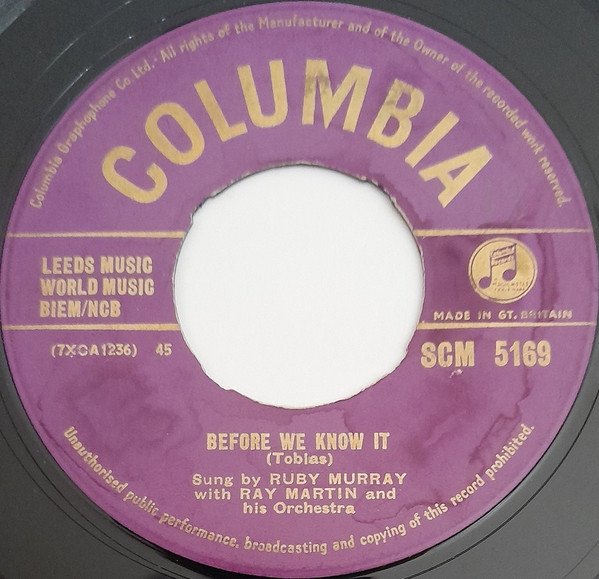 Columbia Graphophone Co Ltd.- All rights of the Manufacturer and of the Owner of the recorded work reserved.
COLUMBIA
LEEDS MUSIC
WORLD MUSIC
BIEM/NCB
MADE IN GT. BRITAIN
(7XCA1236) 45
SCM 5169
BEFORE WE KNOW IT
(Tobias)
Sung by RUBY MURRAY
with RAY MARTIN and
his Orchestra
Unauthorised public performance, broadcasting and copying of this record prohibited.